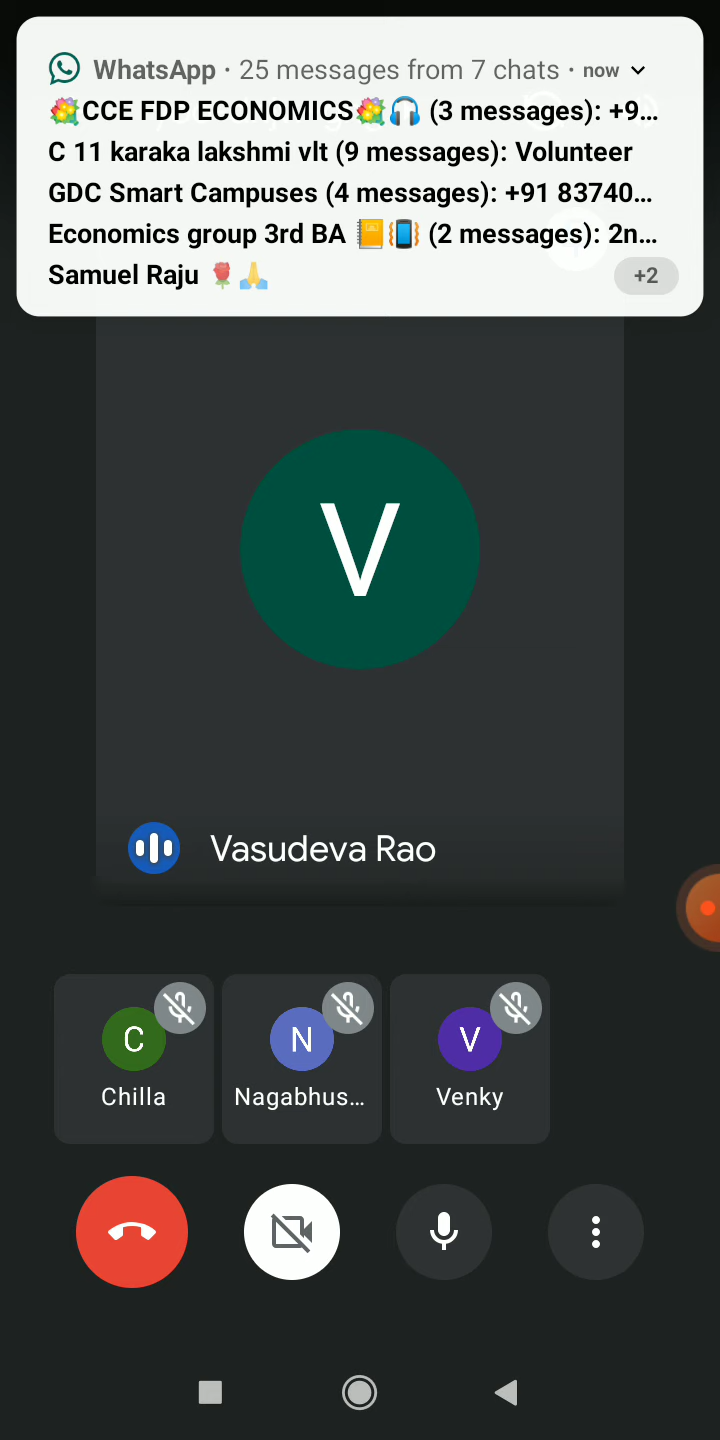 WhatsApp · 25 messages from 7 chats · now
💐CCE FDP ECONOMICS💐🎧 (3 messages): +9...
C 11 karaka lakshmi vlt (9 messages): Volunteer
GDC Smart Campuses (4 messages): +91 83740...
Economics group 3rd BA 📒📳 (2 messages): 2n...
Samuel Raju 🌹🙏
+2
V
Vasudeva Rao
C
N
V
Chilla
Nagabhus...
Venky